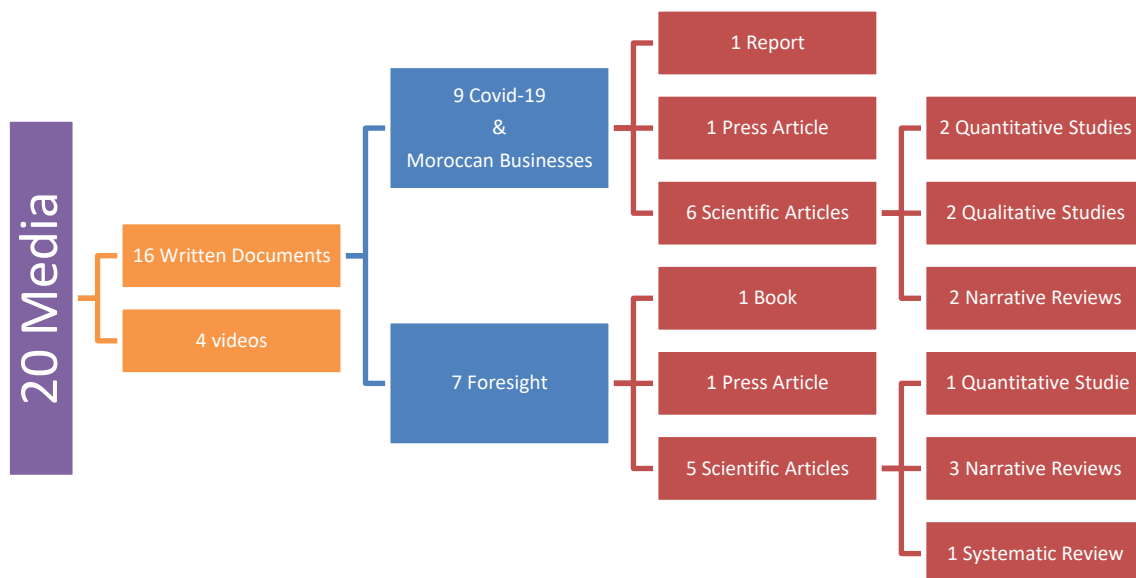 20 Media
16 Written Documents
4 videos
9 Covid-19
&
Moroccan Businesses
7 Foresight
1 Report
1 Press Article
6 Scientific Articles
1 Book
1 Press Article
5 Scientific Articles
2 Quantitative Studies
2 Qualitative Studies
2 Narrative Reviews
1 Quantitative Studie
3 Narrative Reviews
1 Systematic Review